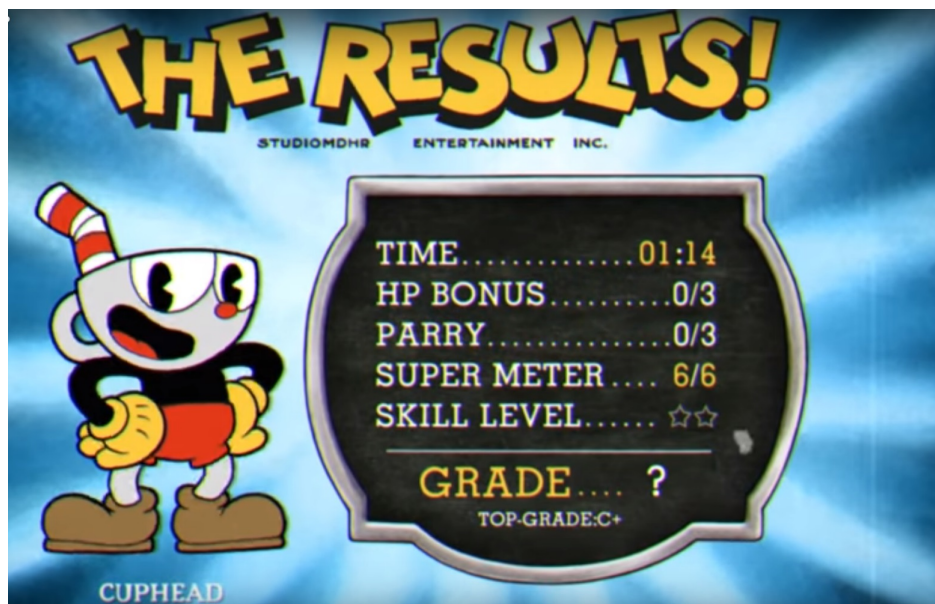 THE RESULTS!
STUDIOMDHR ENTERTAINMENT INC.
TIME...............01:14
HP BONUS..........0/3
PARRY...............0/3
SUPER METER.... 6/6
SKILL LEVEL...... ☆☆
GRADE.... ?
TOP-GRADE:C+
CUPHEAD